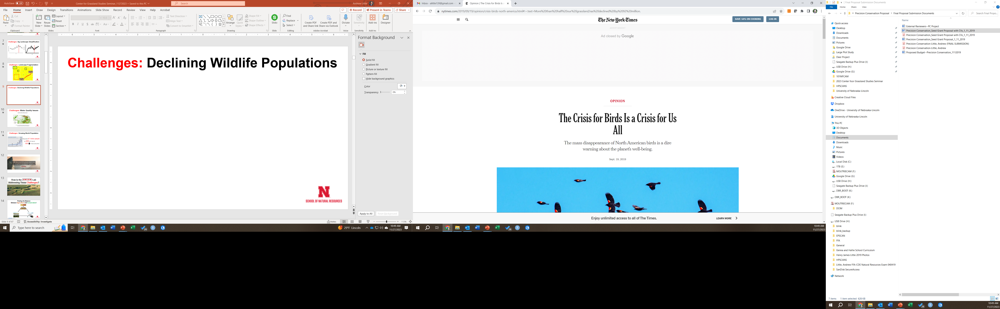 AutoSave Off Center for Grassland Studies Seminar_11272023 • Saved to this PC Search Andrew Little
File Home Insert Draw Design Transitions Animations Slide Show Record Review View Help Acrobat Record Present in Teams Share
Paste Cut Copy Format Painter Clipboard
New Slide Reuse Slides Layout Reset Section Slides
Font
Text Direction Align Text Convert to SmartArt Paragraph
Arrange Quick Styles Shape Fill Shape Outline Shape Effects Drawing
Slido Slido
Find Replace Select Editing
Create PDF and Share link Create PDF and Share via Outlook Adobe Acrobat
Dictate Voice
Sensitivity Sensitivity
Add-ins Add-ins
Designer
7
Challenges: Ag Landscape Simplification
8
Challenges: Landscape Fragmentation
9
Challenges: Declining Wildlife Populations
10
Challenges: Water Quality Issues
11
Challenges: Growing World Population
12
13
How is the AWESM Lab
Addressing These Challenges?
14
Finding the Balance
Between Agriculture and Conservation?
Challenges: Declining Wildlife Populations
N
SCHOOL OF NATURAL RESOURCES
Format Background
Fill
Solid fill
Gradient fill
Picture or texture fill
Pattern fill
Hide background graphics
Color
Transparency 0%
Apply to All Reset Background
Slide 9 of 67 Accessibility: Investigate Notes 113%
Type here to search 26 29°F Lincoln 10:49 AM
11/27/2023
Inbox - alittle139@gmail.com - Opinion | The Crisis for Birds Is a
nytimes.com/2019/09/19/opinion/crisis-birds-north-america.html#:~:text=More%20than%20half%20our%20grassland,has%20declined%20by%2092%20million.
The New York Times
SAVE 50% ON COOKING LOG IN
ADVERTISEMENT
Ad closed by Google
OPINION
The Crisis for Birds Is a Crisis for Us
All
The mass disappearance of North American birds is a dire
warning about the planet's well-being.
Sept. 19, 2019
Enjoy unlimited access to all of The Times. LEARN MORE
26
10:49 AM
11/27/2023
Final Proposal Submission Documents
File Home Share View
Precision Conservation Proposal > Final Proposal Submission Documents Search Final Propo...
Quick access
Desktop
Downloads
Documents
Pictures
Google Drive
Large Plot Study
Deer Project
Seagate Backup Plus Drive (I:)
USB Drive (H:)
Google Drive (G:)
101MFCAM
2023 Center foor Grassland Studies Seminar
HPSCANS
University of Nebraska-Lincoln
Creative Cloud Files
Dropbox
OneDrive - University of Nebraska-Lincoln
University of Nebraska-Lincoln
This PC
3D Objects
Desktop
Documents
Downloads
Music
Pictures
Videos
Local Disk (C:)
1TB (E:)
MOUTRIECAM (F:)
Google Drive (G:)
USB Drive (H:)
Seagate Backup Plus Drive (I:)
DBR_BOOT (K:)
DBR_BOOT (K:)
MOUTRIECAM (F:)
DCIM
Seagate Backup Plus Drive (I:)
USB Drive (H:)
blink
blink_backup
EPSCAN
FFA
General
Genna and Hallie School Curriculum
Henry James Little 2019 Photos
HPSCANS
Little, Andrew FFA-CDE Natural Resources Exam 040419
SanDisk SecureAccess
Network
Name
External Reviewers--PC Project
Precision Conservation_Seed Grant Proposal with CVs_1_11_2019
Precision Conservation_Seed Grant Proposal with CVs_1_11_2019
Precision Conservation_Seed Grant Proposal_1_11_2019
Precision Conservation-Little, Andrew (FINAL SUBMISSION)
Precision Conservation-Little, Andrew
Proposed Budget--Precision Conservation_1112019
7 items 1 item selected 628 KB
26
10:49 AM
11/27/2023